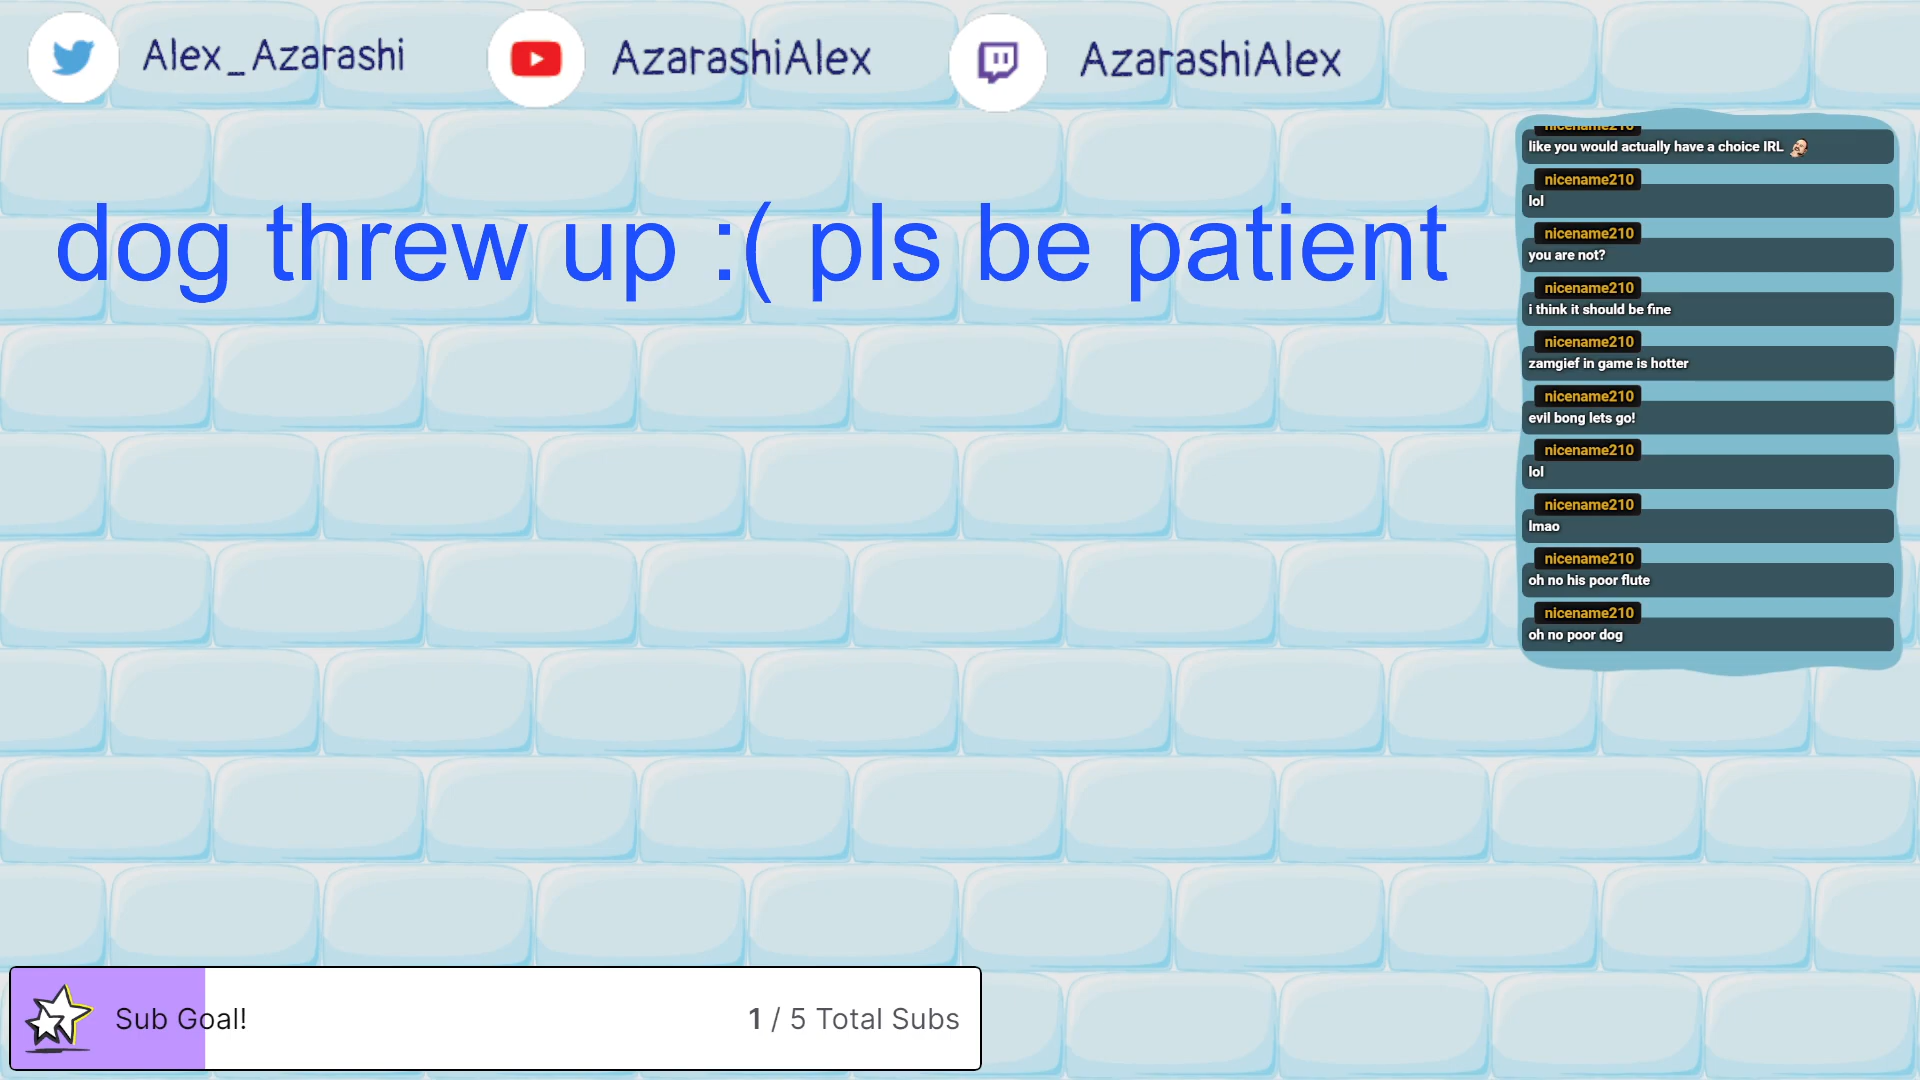 Alex_Azarashi
AzarashiAlex
AzarashiAlex
dog threw up :( pls be patient
nicename210
like you would actually have a choice IRL
nicename210
lol
nicename210
you are not?
nicename210
i think it should be fine
nicename210
zamgief in game is hotter
nicename210
evil bong lets go!
nicename210
lol
nicename210
lmao
nicename210
oh no his poor flute
nicename210
oh no poor dog
Sub Goal!
1 / 5 Total Subs